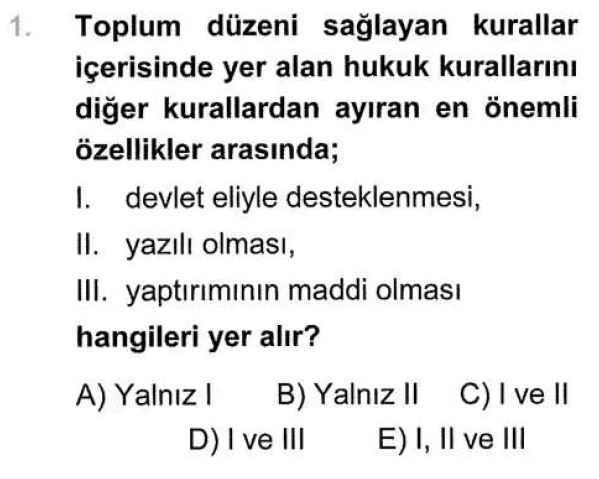 1. Toplum düzeni sağlayan kurallar
içerisinde yer alan hukuk kurallarını
diğer kurallardan ayıran en önemli
özellikler arasında;
I. devlet eliyle desteklenmesi,
II. yazılı olması,
III. yaptırımının maddi olması
hangileri yer alır?
A) Yalnız I B) Yalnız II C) I ve II
D) I ve III E) I, II ve III